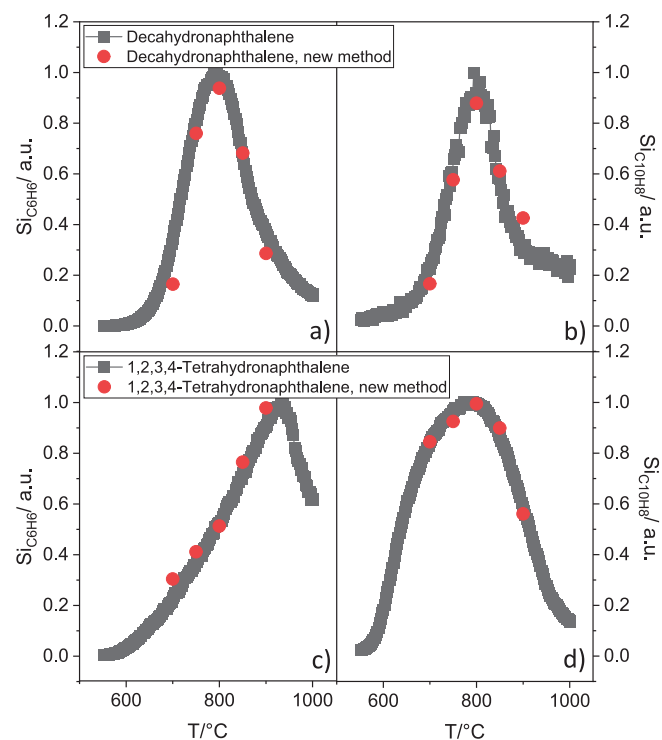 Decahydronaphthalene
Decahydronaphthalene, new method
1.2
1.0
0.8
0.6
0.4
0.2
0.0
Si_C6H6/ a.u.
a)
1.2
1.0
0.8
0.6
0.4
0.2
0.0
Si_C10H8/ a.u.
b)
1,2,3,4-Tetrahydronaphthalene
1,2,3,4-Tetrahydronaphthalene, new method
1.2
1.0
0.8
0.6
0.4
0.2
0.0
Si_C6H6/ a.u.
c)
600 800 1000
T/°C
1.2
1.0
0.8
0.6
0.4
0.2
0.0
Si_C10H8/ a.u.
d)
600 800 1000
T/°C